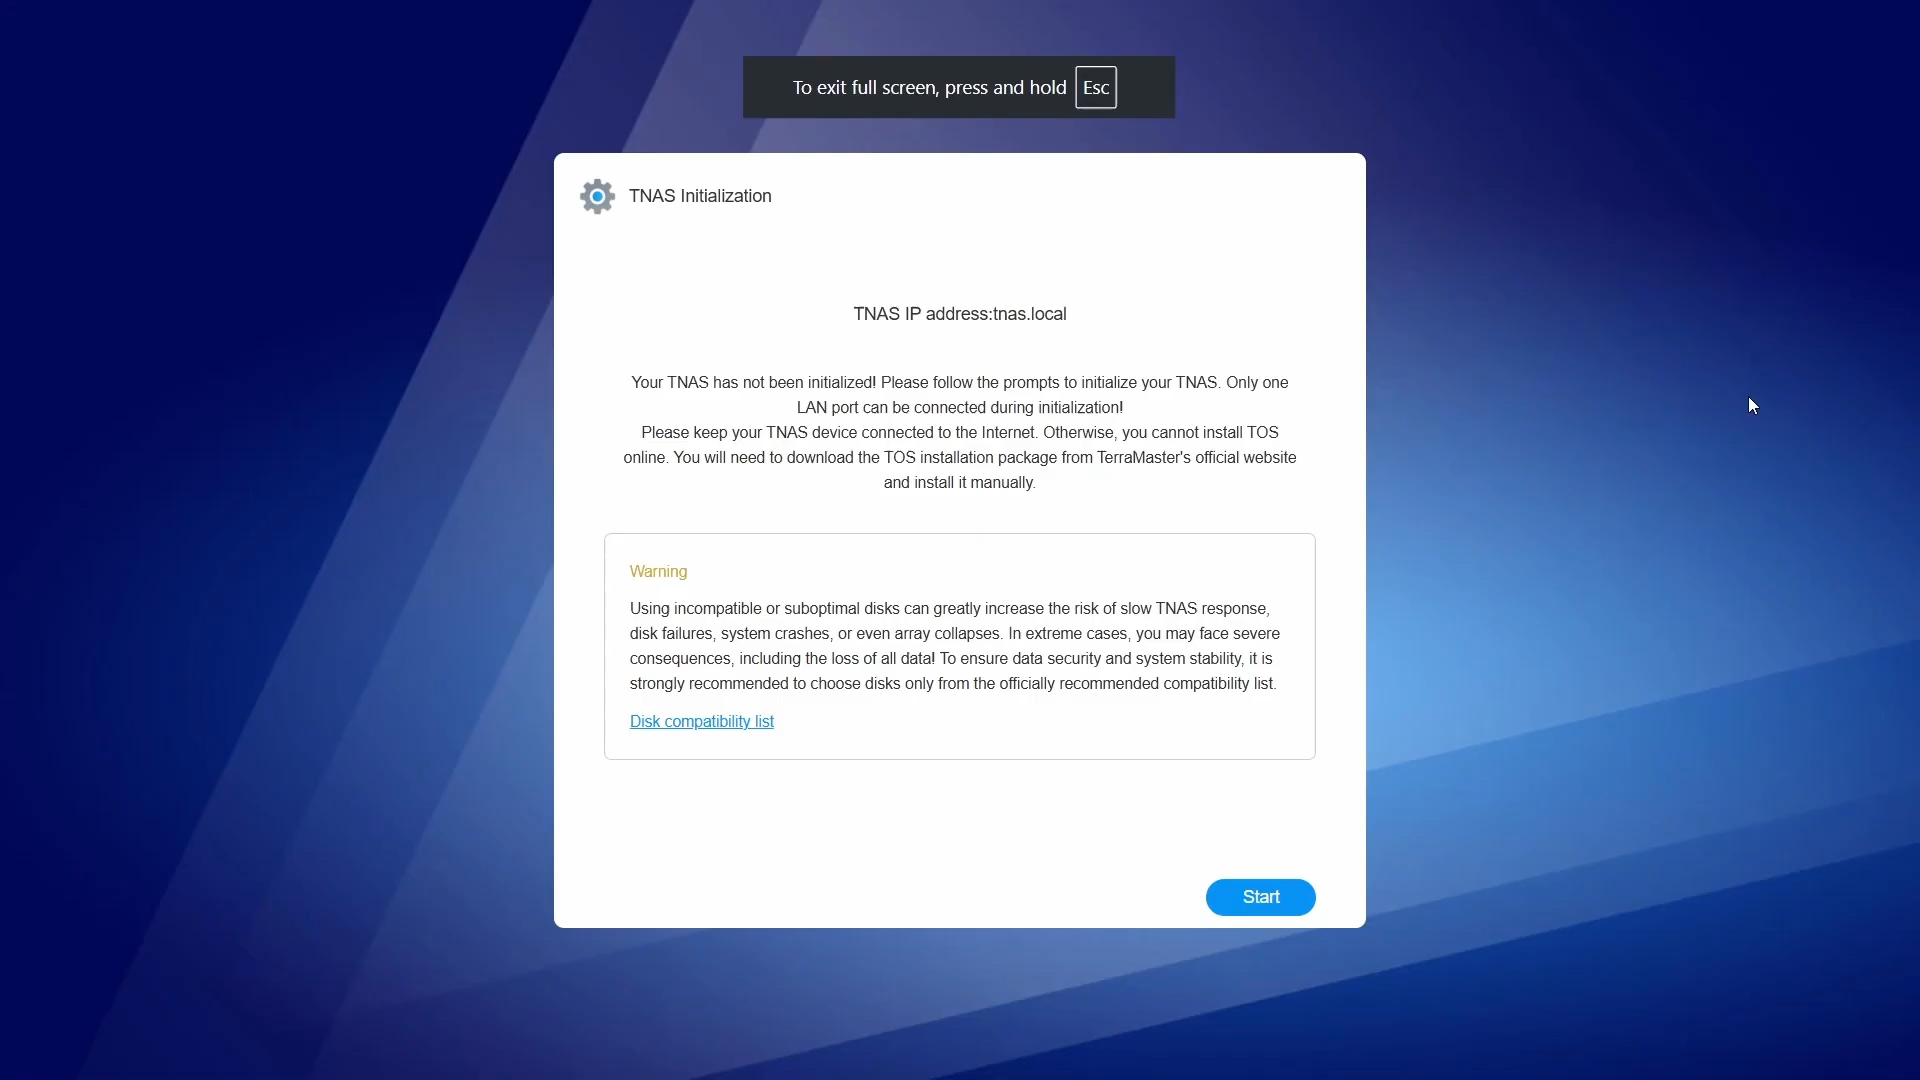 To exit full screen, press and hold Esc
TNAS Initialization
TNAS IP address:tnas.local
Your TNAS has not been initialized! Please follow the prompts to initialize your TNAS. Only one
LAN port can be connected during initialization!
Please keep your TNAS device connected to the Internet. Otherwise, you cannot install TOS
online. You will need to download the TOS installation package from TerraMaster's official website
and install it manually.
Warning
Using incompatible or suboptimal disks can greatly increase the risk of slow TNAS response,
disk failures, system crashes, or even array collapses. In extreme cases, you may face severe
consequences, including the loss of all data! To ensure data security and system stability, it is
strongly recommended to choose disks only from the officially recommended compatibility list.
Disk compatibility list
Start